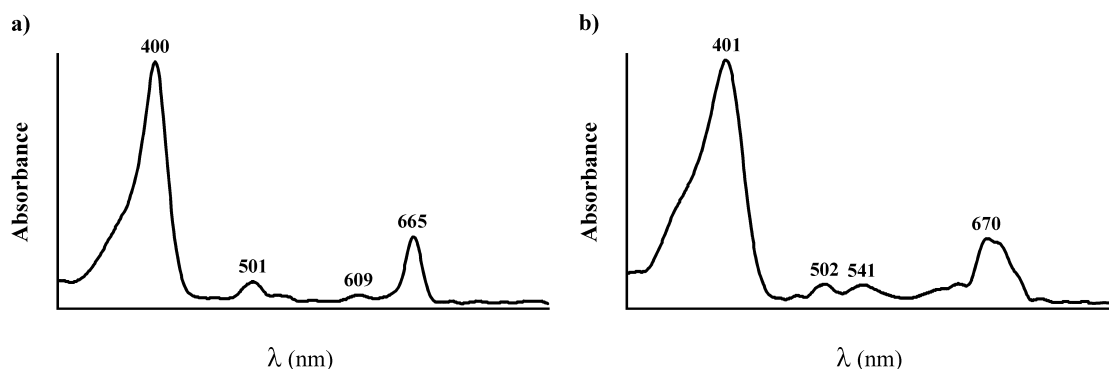 a)
400
501
609
665
Absorbance
λ (nm)
b)
401
502
541
670
Absorbance
λ (nm)